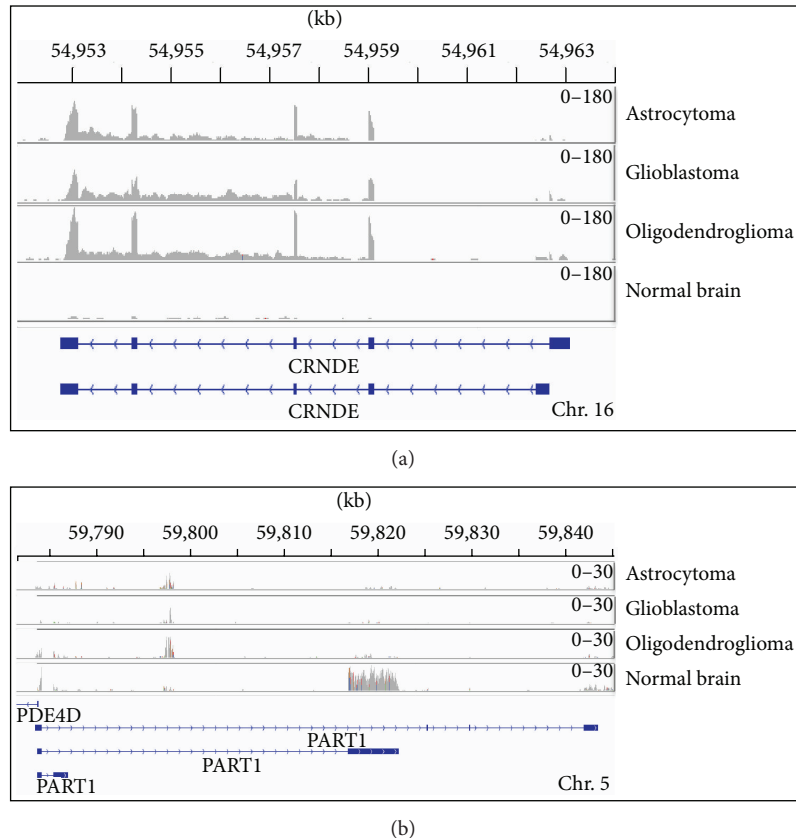 (kb)
54,953 54,955 54,957 54,959 54,961 54,963
0–180 Astrocytoma
0–180 Glioblastoma
0–180 Oligodendroglioma
0–180 Normal brain
CRNDE
CRNDE
Chr. 16
(a)
(kb)
59,790 59,800 59,810 59,820 59,830 59,840
0–30 Astrocytoma
0–30 Glioblastoma
0–30 Oligodendroglioma
0–30 Normal brain
PDE4D
PART1
PART1
PART1
Chr. 5
(b)